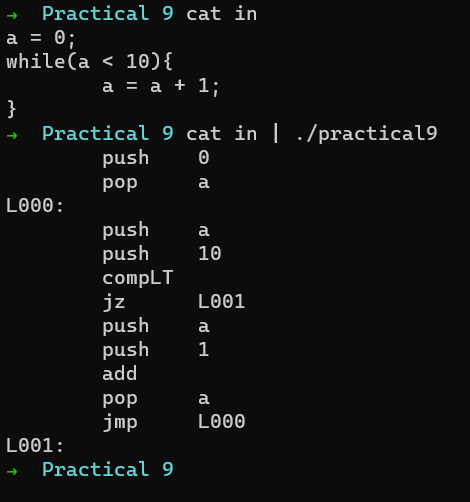 → Practical 9 cat in
a = 0;
while(a < 10){
        a = a + 1;
}
→ Practical 9 cat in | ./practical9
        push    0
        pop     a
L000:
        push    a
        push    10
        compLT
        jz      L001
        push    a
        push    1
        add
        pop     a
        jmp     L000
L001:
→ Practical 9